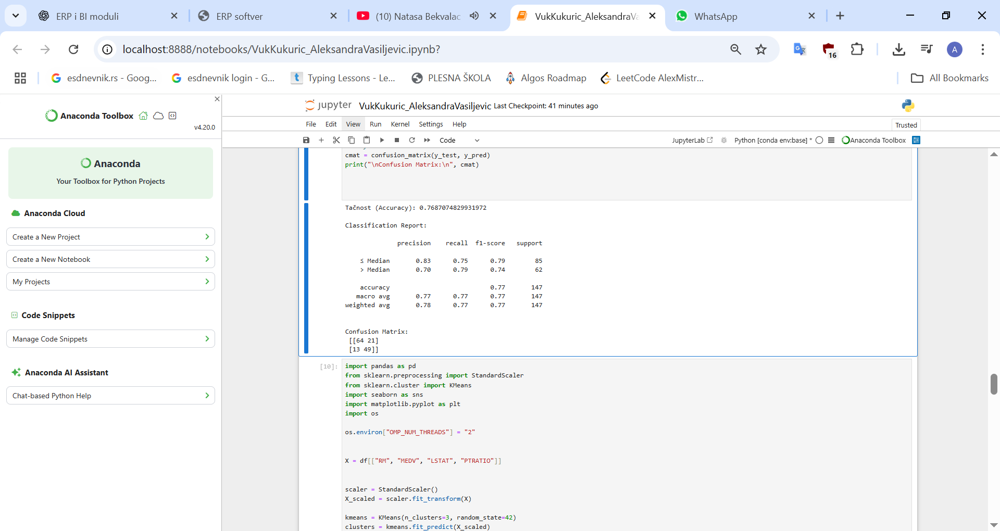 ERP i BI moduli
ERP softver
(10) Natasa Bekvalac
VukKukuric_AleksandraVa
WhatsApp
localhost:8888/notebooks/VukKukuric_AleksandraVasiljevic.ipynb?
16
A
esdnevnik.rs - Goog...
esdnevnik login - G...
Typing Lessons - Le...
PLESNA ŠKOLA
Algos Roadmap
LeetCode AlexMistr...
All Bookmarks
Anaconda Toolbox
v4.20.0
Anaconda
Your Toolbox for Python Projects
Anaconda Cloud
Create a New Project
Create a New Notebook
My Projects
Code Snippets
Manage Code Snippets
Anaconda AI Assistant
Chat-based Python Help
jupyter VukKukuric_AleksandraVasiljevic Last Checkpoint: 41 minutes ago
File Edit View Run Kernel Settings Help
Trusted
Code
JupyterLab
Python [conda env:base] *
Anaconda Toolbox
cmat = confusion_matrix(y_test, y_pred)
print("\nConfusion Matrix:\n", cmat)
Tačnost (Accuracy): 0.7687074829931972
Classification Report:
precision recall f1-score support
≤ Median 0.83 0.75 0.79 85
> Median 0.70 0.79 0.74 62
accuracy 0.77 147
macro avg 0.77 0.77 0.77 147
weighted avg 0.78 0.77 0.77 147
Confusion Matrix:
[[64 21]
[13 49]]
[10]:
import pandas as pd
from sklearn.preprocessing import StandardScaler
from sklearn.cluster import KMeans
import seaborn as sns
import matplotlib.pyplot as plt
import os
os.environ["OMP_NUM_THREADS"] = "2"
X = df[["RM", "MEDV", "LSTAT", "PTRATIO"]]
scaler = StandardScaler()
X_scaled = scaler.fit_transform(X)
kmeans = KMeans(n_clusters=3, random_state=42)
clusters = kmeans.fit_predict(X_scaled)